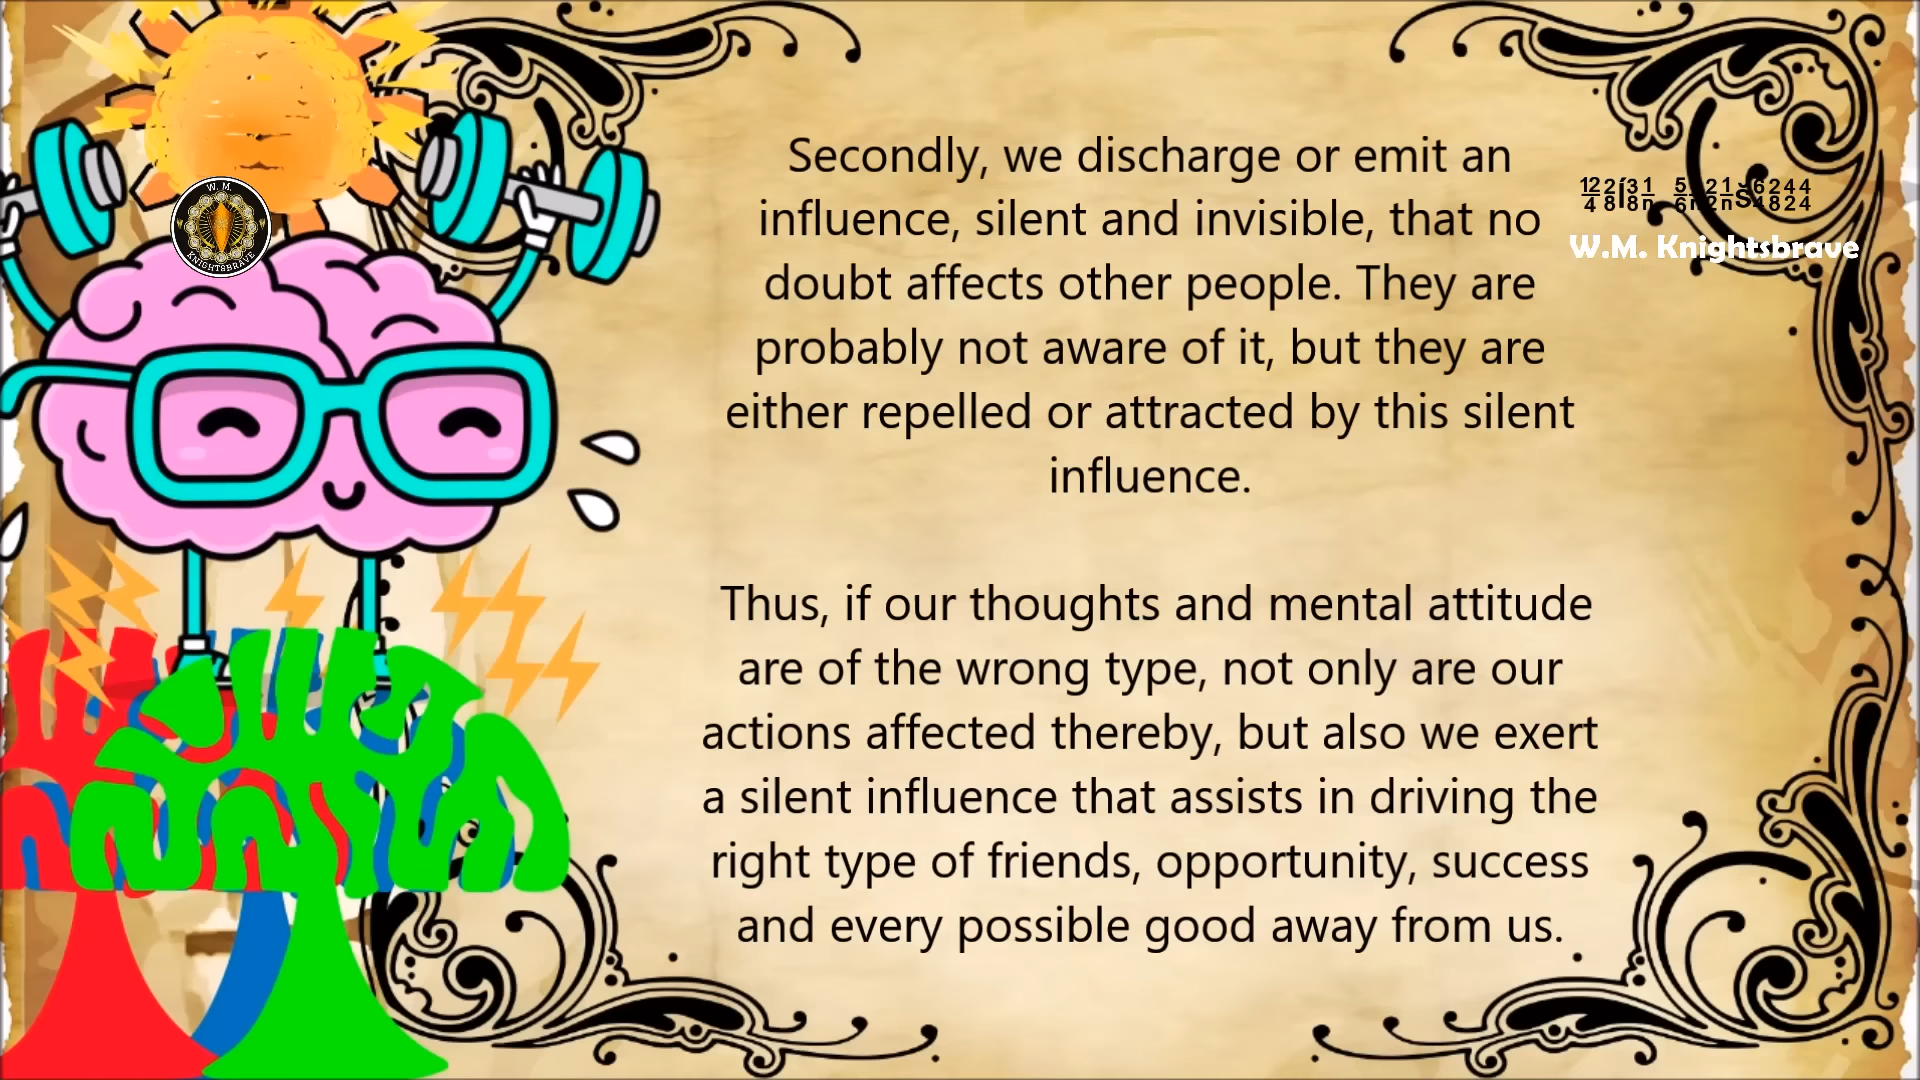 Secondly, we discharge or emit an
influence, silent and invisible, that no
doubt affects other people. They are
probably not aware of it, but they are
either repelled or attracted by this silent
influence.
Thus, if our thoughts and mental attitude
are of the wrong type, not only are our
actions affected thereby, but also we exert
a silent influence that assists in driving the
right type of friends, opportunity, success
and every possible good away from us.
W.M. Knightsbrave
W. M.
KNIGHTSBRAVE